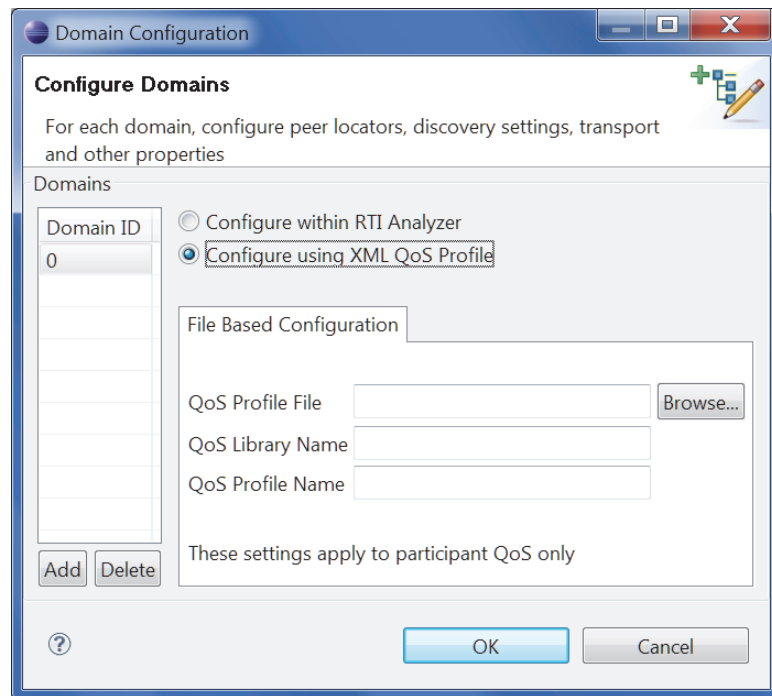 Domain Configuration
Configure Domains
For each domain, configure peer locators, discovery settings, transport
and other properties
Domains
Domain ID
0
Configure within RTI Analyzer
Configure using XML QoS Profile
File Based Configuration
QoS Profile File
Browse...
QoS Library Name
QoS Profile Name
These settings apply to participant QoS only
Add
Delete
?
OK
Cancel